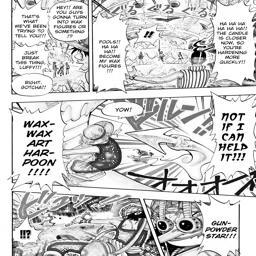 HA HA HA
HA HA HA!!
THE CANDLE
IS CLOSER
NOW, SO
YOU'RE
HARDENING
MORE
QUICKLY!!
FOOLS!!
HA HA
HA!!
BECOME
MY WAX
FIGURES
!!!
HEY!! ARE
YOU GUYS
GONNA TURN
INTO WAX
FIGURES OR
SOMETHING
!?
THAT'S
WHAT
WE'VE BEEN
TRYING TO
TELL YOU!!
JUST
BREAK
THIS THING,
LUFFY!!!
RIGHT,
GOTCHA!!
!!
NOT
IF I
CAN
HELP
IT!!!
YOW!
WAX-
WAX
ART
HAR-
POON
!!!!
GUN-
POWDER
STAR!!!
!!?